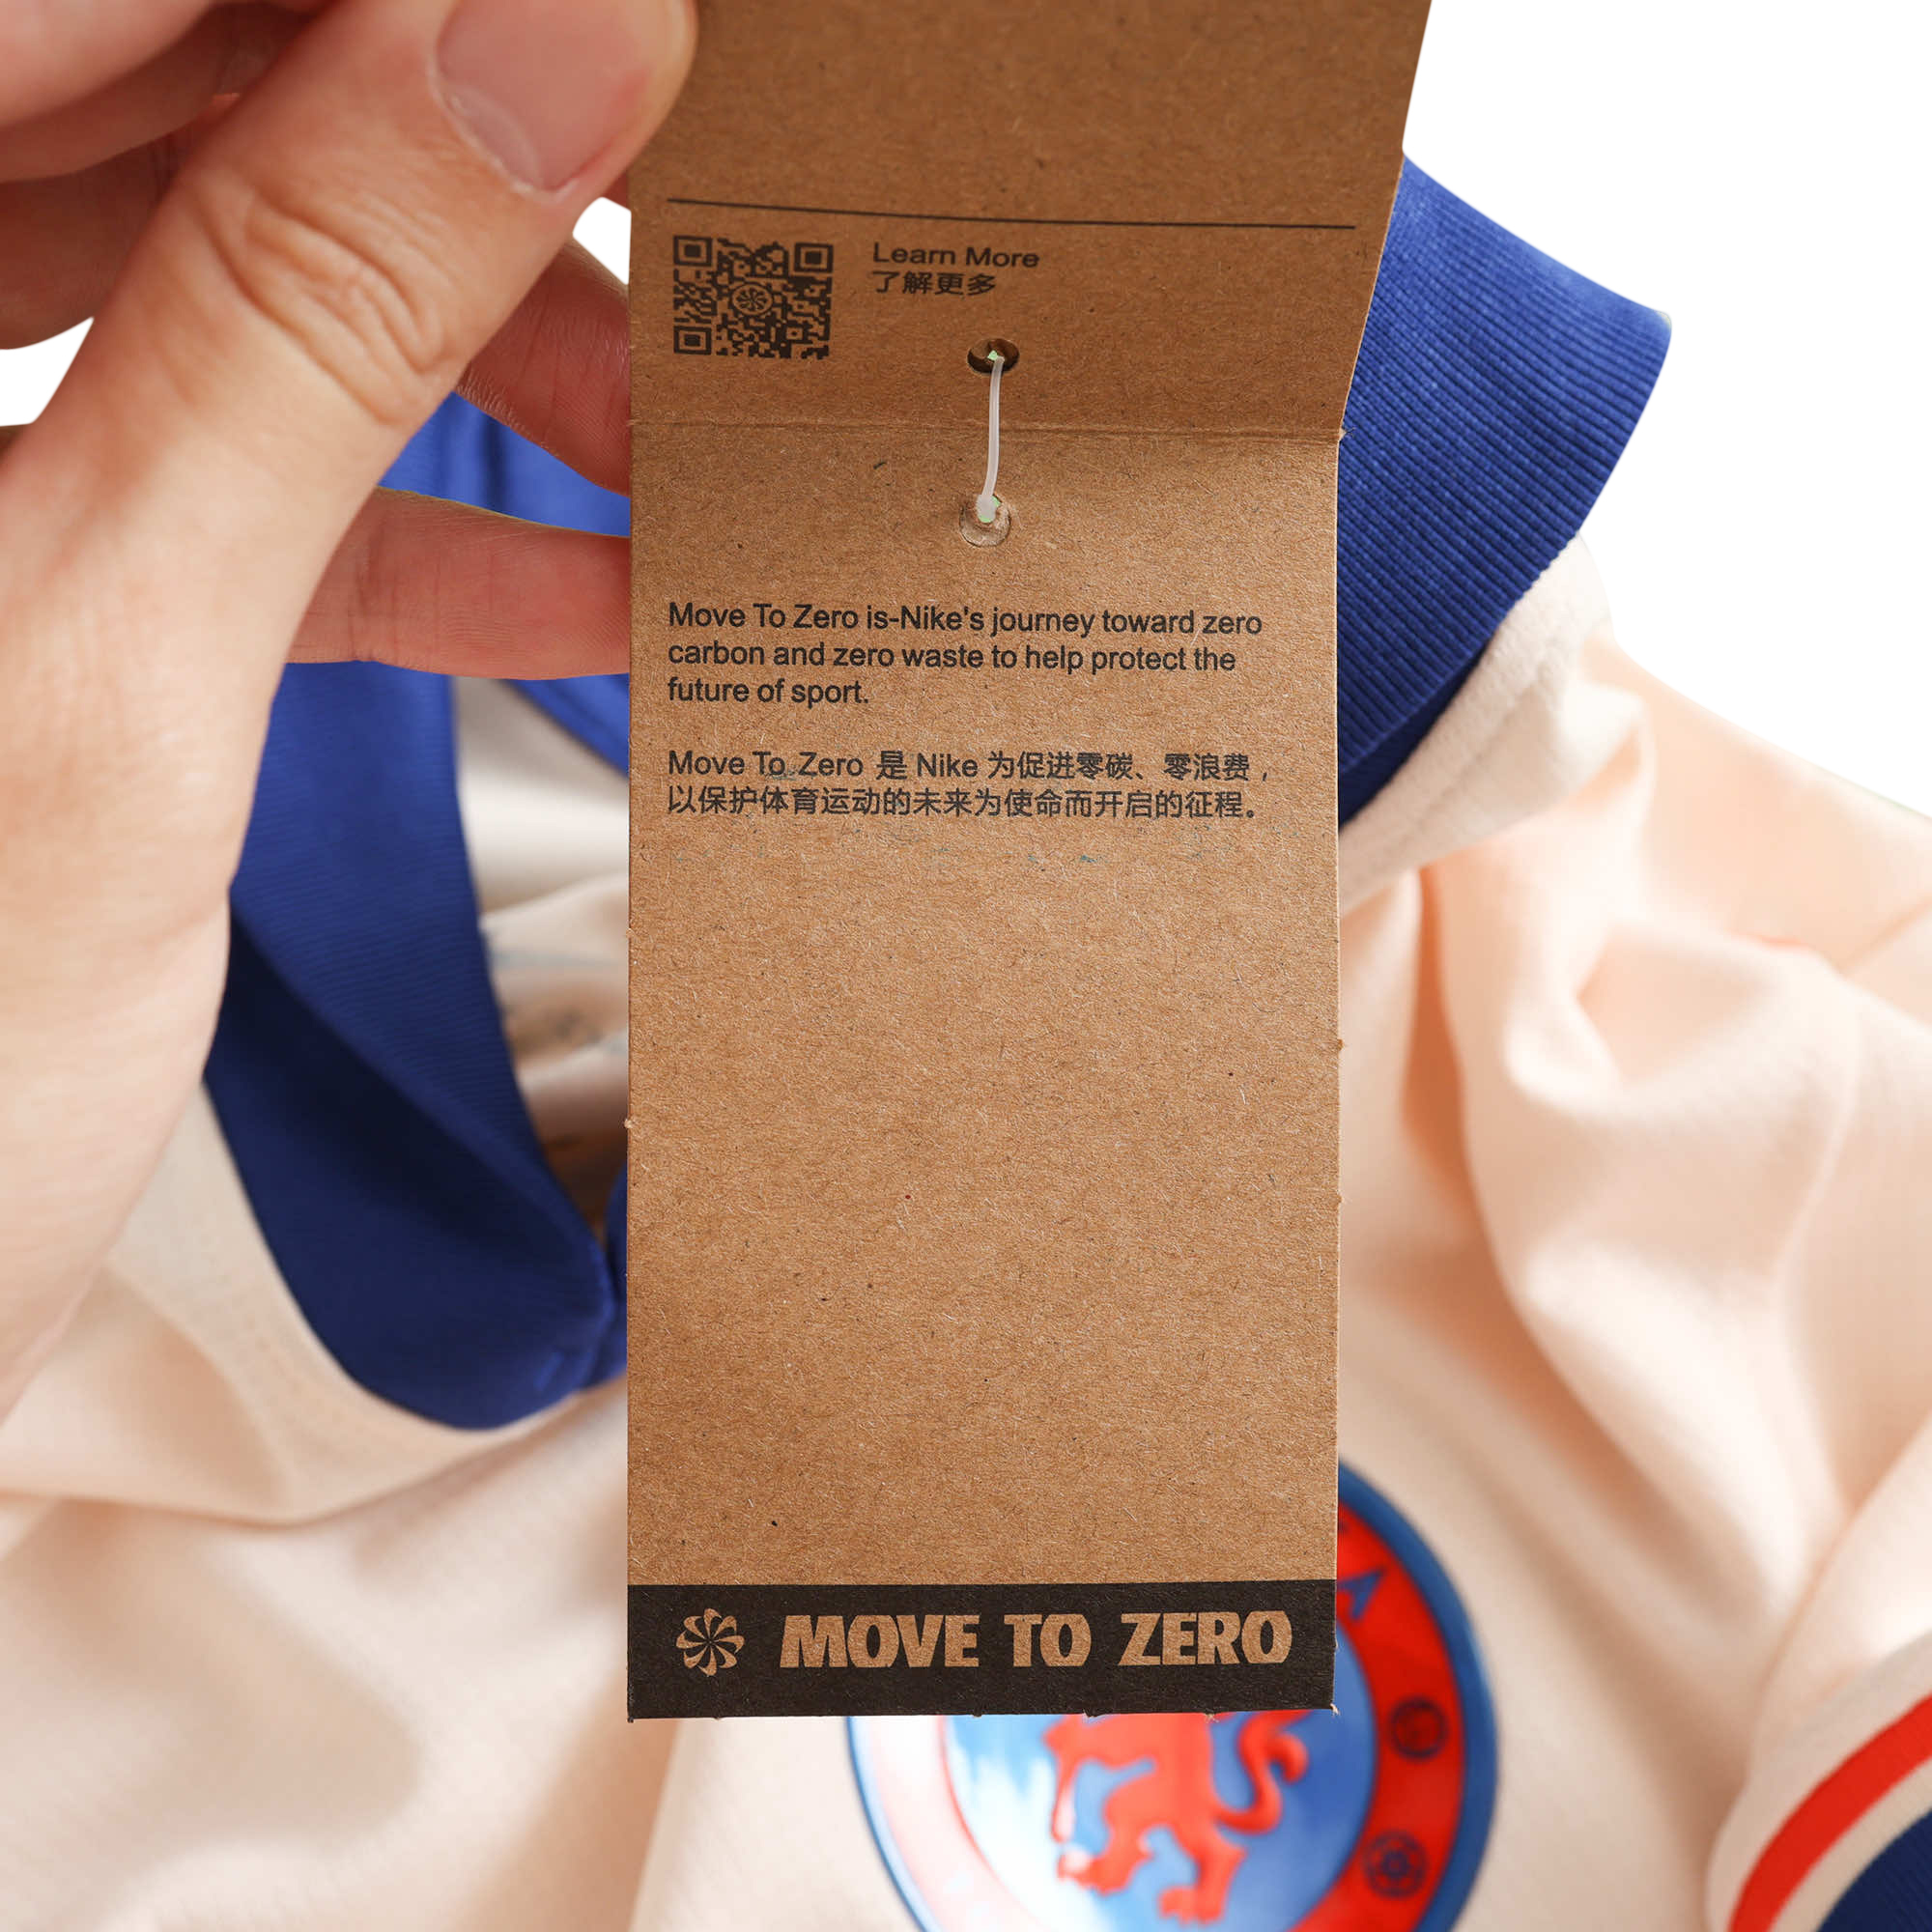 Learn More
了解更多
Move To Zero is-Nike's journey toward zero
carbon and zero waste to help protect the
future of sport.
Move To Zero 是 Nike 为促进零碳、零浪费，
以保护体育运动的未来为使命而开启的征程。
MOVE TO ZERO